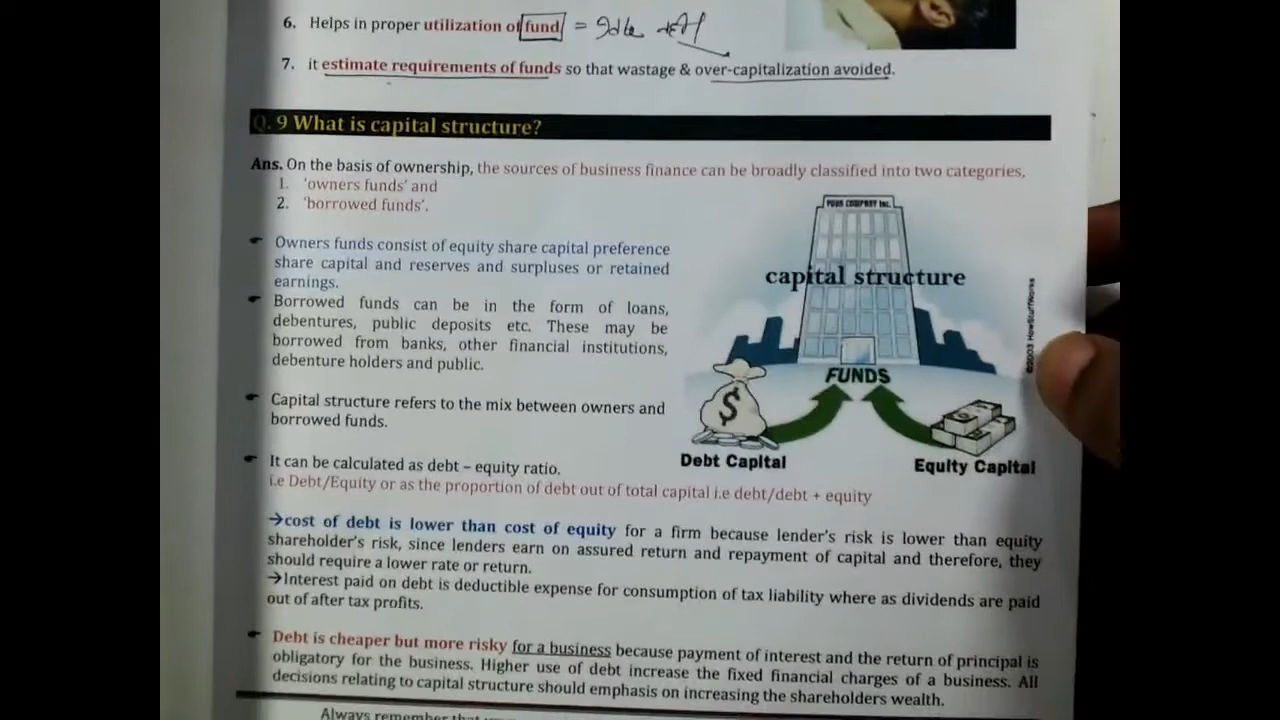 6. Helps in proper utilization of fund =
7. it estimate requirements of funds so that wastage & over-capitalization avoided.
Q. 9 What is capital structure?
Ans. On the basis of ownership, the sources of business finance can be broadly classified into two categories,
1. 'owners funds' and
2. 'borrowed funds'.
Owners funds consist of equity share capital preference
share capital and reserves and surpluses or retained
earnings.
Borrowed funds can be in the form of loans,
debentures, public deposits etc. These may be
borrowed from banks, other financial institutions,
debenture holders and public.
Capital structure refers to the mix between owners and
borrowed funds.
It can be calculated as debt – equity ratio.
i.e Debt/Equity or as the proportion of debt out of total capital i.e debt/debt + equity
YOUR COMPANY Inc.
capital structure
FUNDS
$
Debt Capital
Equity Capital
©2003 HowStuffWorks
→cost of debt is lower than cost of equity for a firm because lender's risk is lower than equity
shareholder's risk, since lenders earn on assured return and repayment of capital and therefore, they
should require a lower rate or return.
→Interest paid on debt is deductible expense for consumption of tax liability where as dividends are paid
out of after tax profits.
Debt is cheaper but more risky for a business because payment of interest and the return of principal is
obligatory for the business. Higher use of debt increase the fixed financial charges of a business. All
decisions relating to capital structure should emphasis on increasing the shareholders wealth.
Always remember that